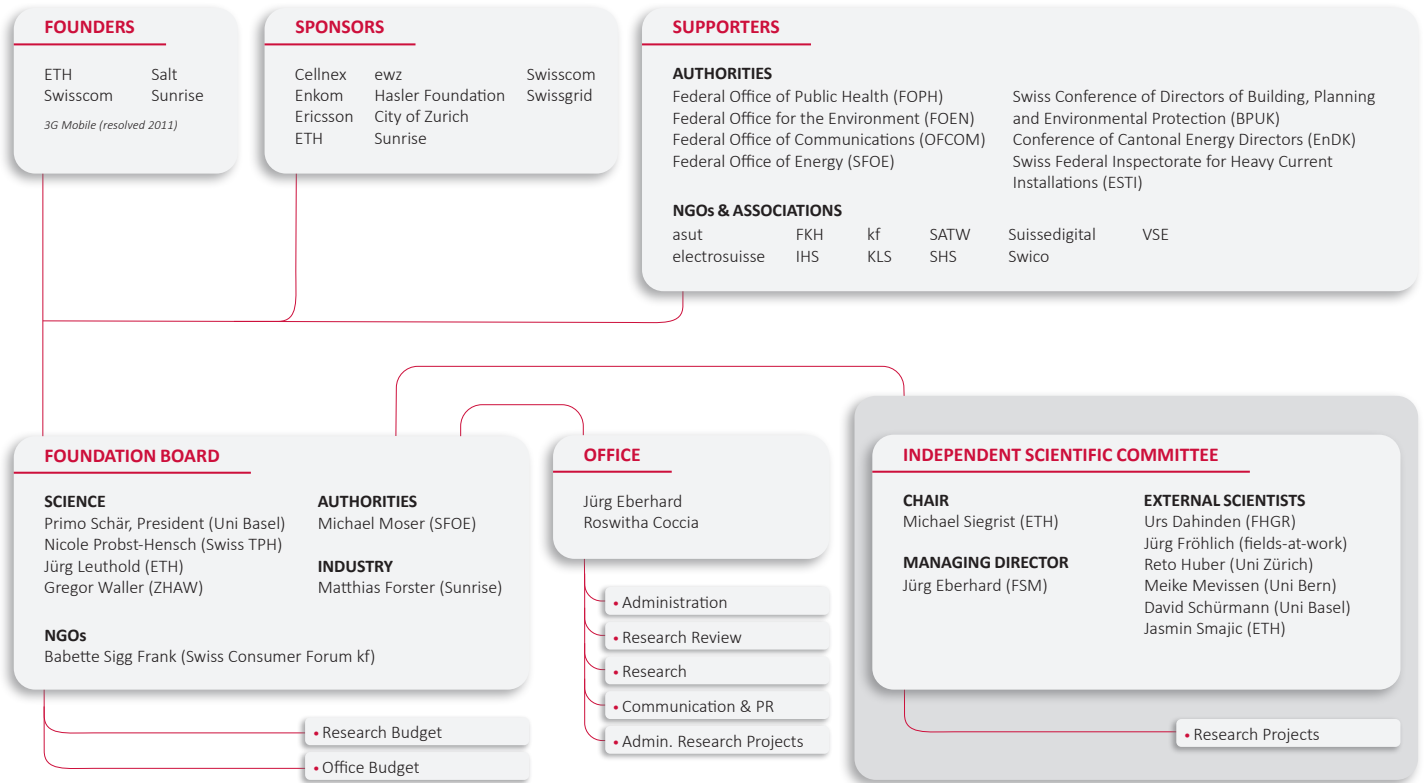 FOUNDERS
ETH
Swisscom
Salt
Sunrise
3G Mobile (resolved 2011)
SPONSORS
Cellnex
Enkom
Ericsson
ETH
ewz
Hasler Foundation
City of Zurich
Sunrise
Swisscom
Swissgrid
SUPPORTERS
AUTHORITIES
Federal Office of Public Health (FOPH)
Federal Office for the Environment (FOEN)
Federal Office of Communications (OFCOM)
Federal Office of Energy (SFOE)
Swiss Conference of Directors of Building, Planning
and Environmental Protection (BPUK)
Conference of Cantonal Energy Directors (EnDK)
Swiss Federal Inspectorate for Heavy Current
Installations (ESTI)
NGOs & ASSOCIATIONS
asut
electrosuisse
FKH
IHS
kf
KLS
SATW
SHS
Suissedigital
Swico
VSE
FOUNDATION BOARD
SCIENCE
Primo Schär, President (Uni Basel)
Nicole Probst-Hensch (Swiss TPH)
Jürg Leuthold (ETH)
Gregor Waller (ZHAW)
AUTHORITIES
Michael Moser (SFOE)
INDUSTRY
Matthias Forster (Sunrise)
NGOs
Babette Sigg Frank (Swiss Consumer Forum kf)
• Research Budget
• Office Budget
OFFICE
Jürg Eberhard
Roswitha Coccia
• Administration
• Research Review
• Research
• Communication & PR
• Admin. Research Projects
INDEPENDENT SCIENTIFIC COMMITTEE
CHAIR
Michael Siegrist (ETH)
MANAGING DIRECTOR
Jürg Eberhard (FSM)
EXTERNAL SCIENTISTS
Urs Dahinden (FHGR)
Jürg Fröhlich (fields-at-work)
Reto Huber (Uni Zürich)
Meike Mevissen (Uni Bern)
David Schürmann (Uni Basel)
Jasmin Smajic (ETH)
• Research Projects